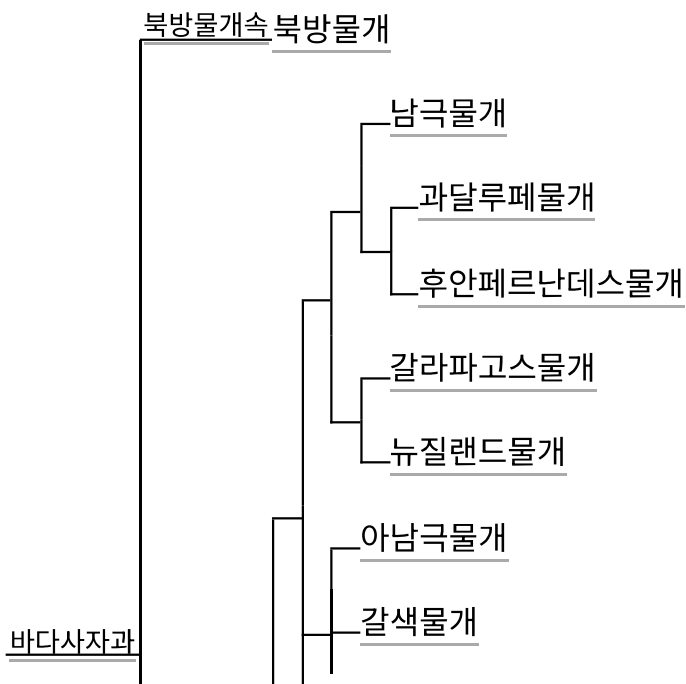 북방물개속 북방물개
남극물개
과달루페물개
후안페르난데스물개
갈라파고스물개
뉴질랜드물개
아남극물개
갈색물개
바다사자과